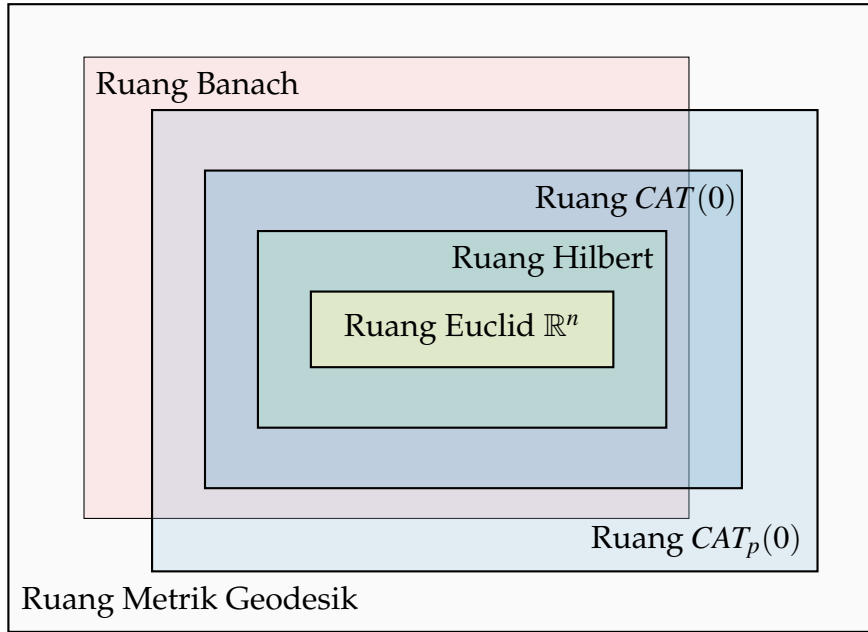 Ruang Banach
Ruang CAT(0)
Ruang Hilbert
Ruang Euclid ℝⁿ
Ruang CATₚ(0)
Ruang Metrik Geodesik